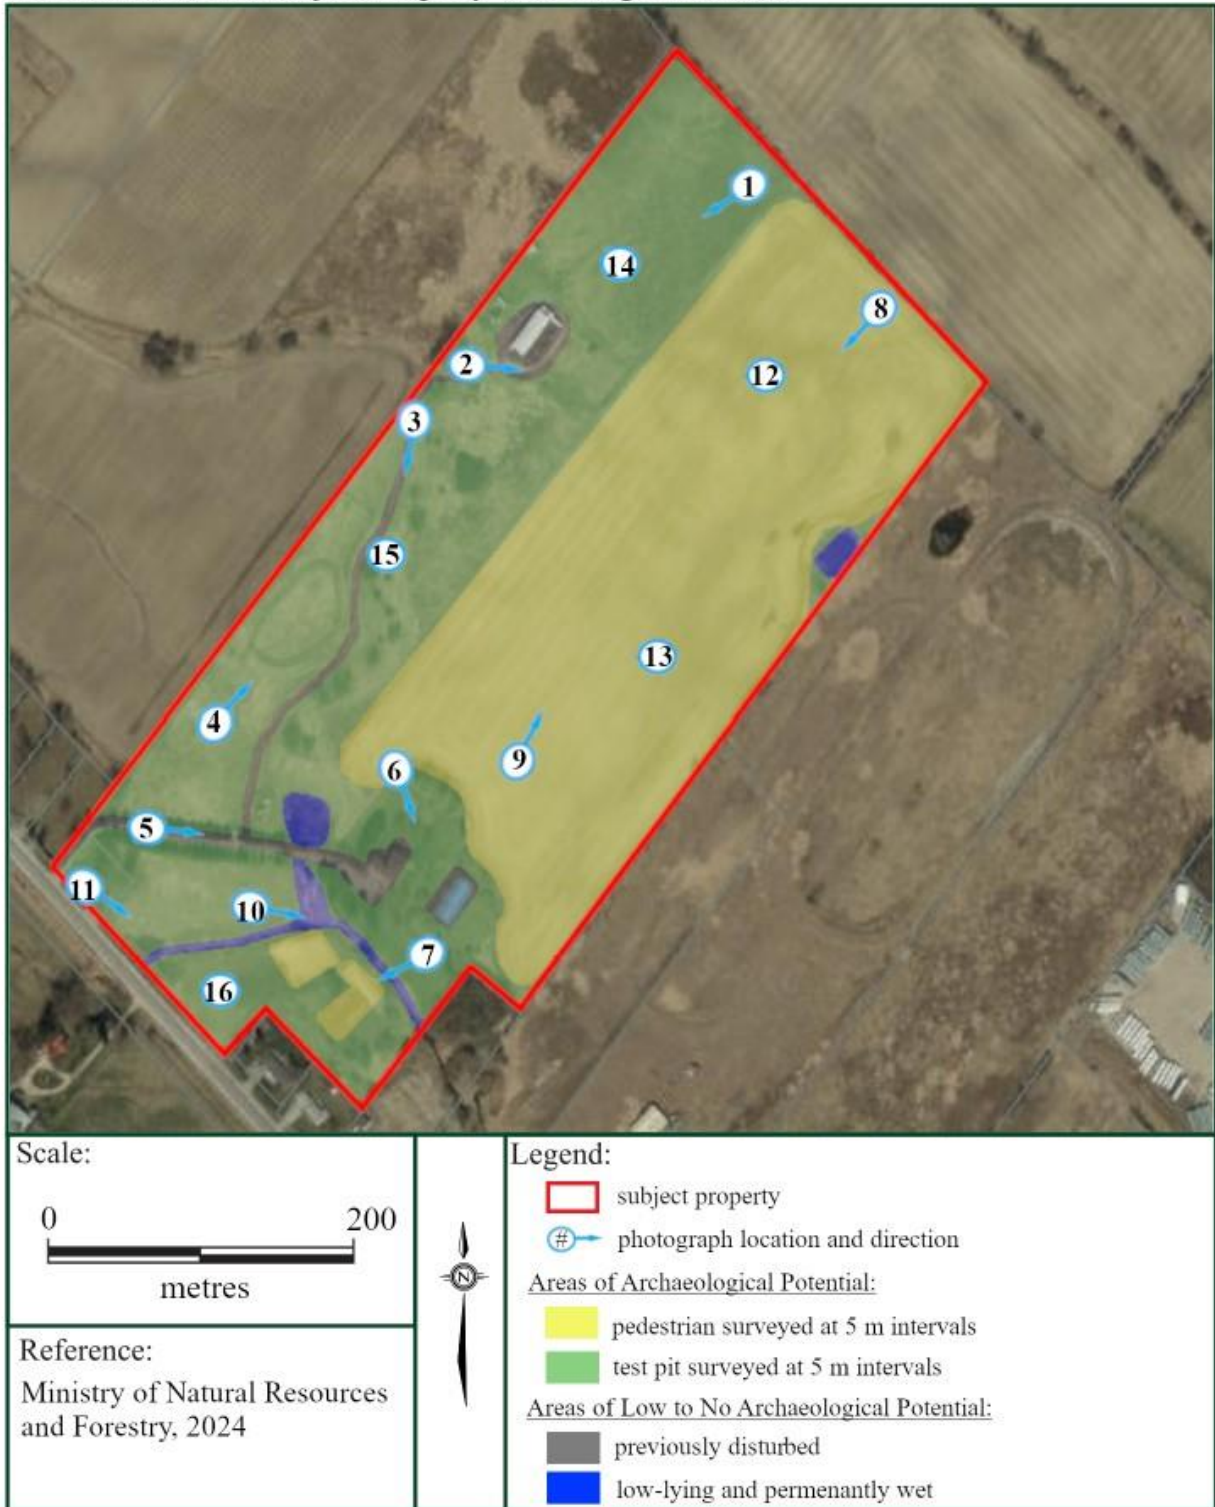 1
14
8
2
12
3
15
13
4
9
6
5
11
10
7
16
Scale:
0 200
metres
Reference:
Ministry of Natural Resources
and Forestry, 2024
N
Legend:
subject property
# photograph location and direction
Areas of Archaeological Potential:
pedestrian surveyed at 5 m intervals
test pit surveyed at 5 m intervals
Areas of Low to No Archaeological Potential:
previously disturbed
low-lying and permenantly wet